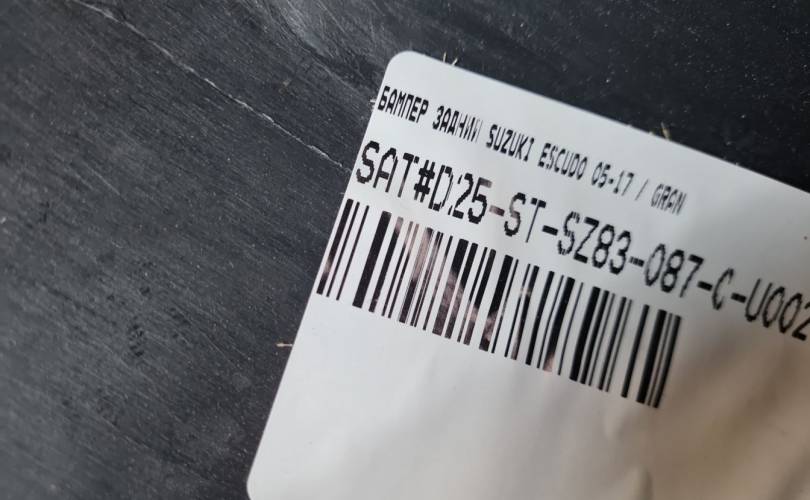 БАМПЕР ЗАДНИЙ SUZUKI ESCUDO 05-17 / GRAN
SAT#D25-ST-SZ83-087-C-U002